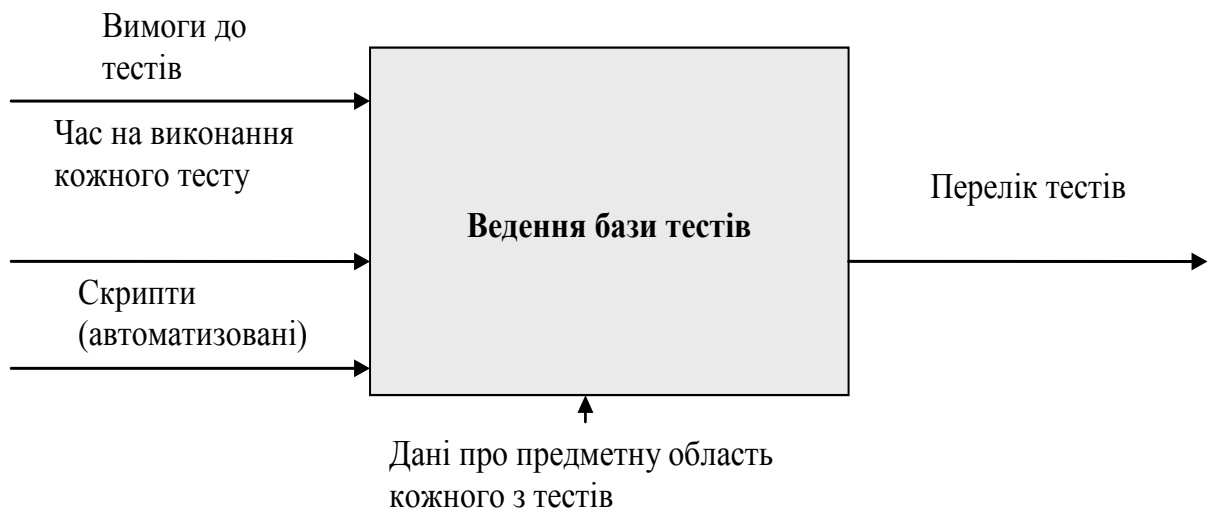 Вимоги до
тестів
Час на виконання
кожного тесту
Скрипти
(автоматизовані)
Ведення бази тестів
Перелік тестів
Дані про предметну область
кожного з тестів